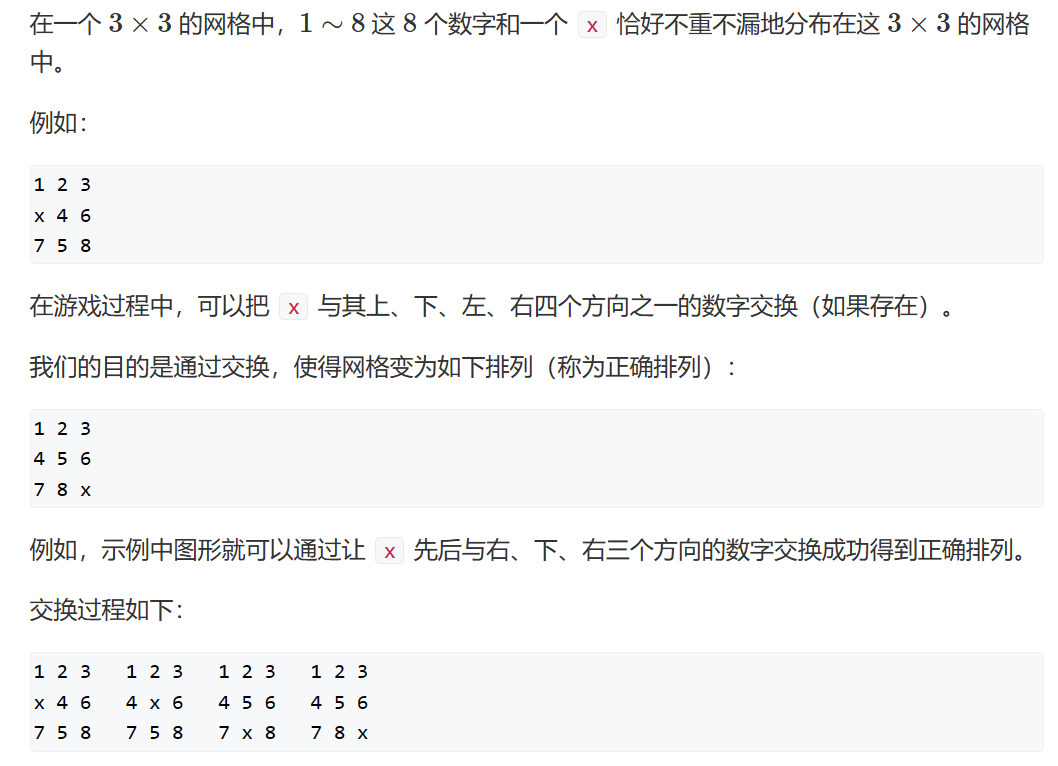 在一个 3 × 3 的网格中，1 ∼ 8 这 8 个数字和一个 x 恰好不重不漏地分布在这 3 × 3 的网格
中。
例如：
1 2 3
x 4 6
7 5 8
在游戏过程中，可以把 x 与其上、下、左、右四个方向之一的数字交换（如果存在）。
我们的目的是通过交换，使得网格变为如下排列（称为正确排列）：
1 2 3
4 5 6
7 8 x
例如，示例中图形就可以通过让 x 先后与右、下、右三个方向的数字交换成功得到正确排列。
交换过程如下：
1 2 3   1 2 3   1 2 3   1 2 3
x 4 6   4 x 6   4 5 6   4 5 6
7 5 8   7 5 8   7 x 8   7 8 x